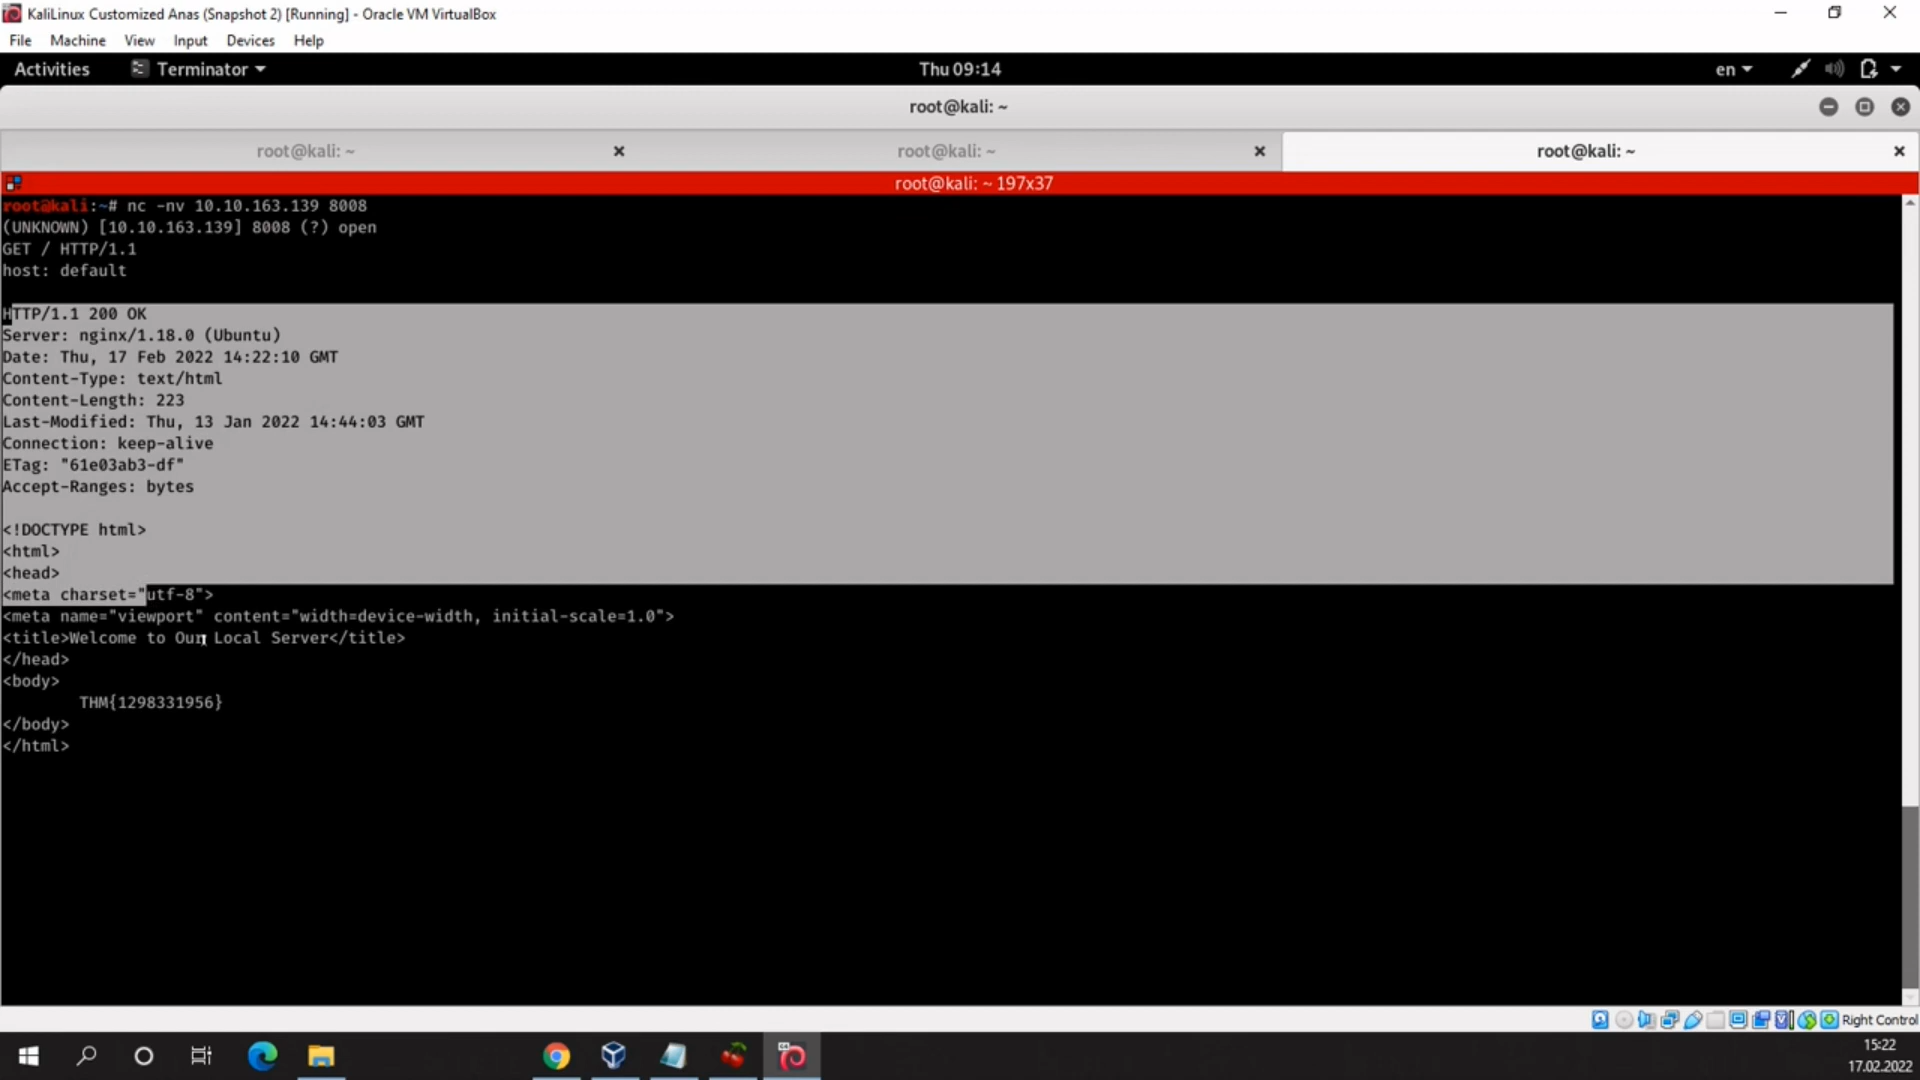 KaliLinux Customized Anas (Snapshot 2) [Running] - Oracle VM VirtualBox
File Machine View Input Devices Help
Activities Terminator Thu 09:14 en
root@kali: ~
root@kali: ~ root@kali: ~ root@kali: ~
root@kali: ~ 197x37
root@kali:~# nc -nv 10.10.163.139 8008
(UNKNOWN) [10.10.163.139] 8008 (?) open
GET / HTTP/1.1
host: default
HTTP/1.1 200 OK
Server: nginx/1.18.0 (Ubuntu)
Date: Thu, 17 Feb 2022 14:22:10 GMT
Content-Type: text/html
Content-Length: 223
Last-Modified: Thu, 13 Jan 2022 14:44:03 GMT
Connection: keep-alive
ETag: "61e03ab3-df"
Accept-Ranges: bytes
<!DOCTYPE html>
<html>
<head>
<meta charset="utf-8">
<meta name="viewport" content="width=device-width, initial-scale=1.0">
<title>Welcome to Our Local Server</title>
</head>
<body>
THM{1298331956}
</body>
</html>
Right Control
15:22
17.02.2022